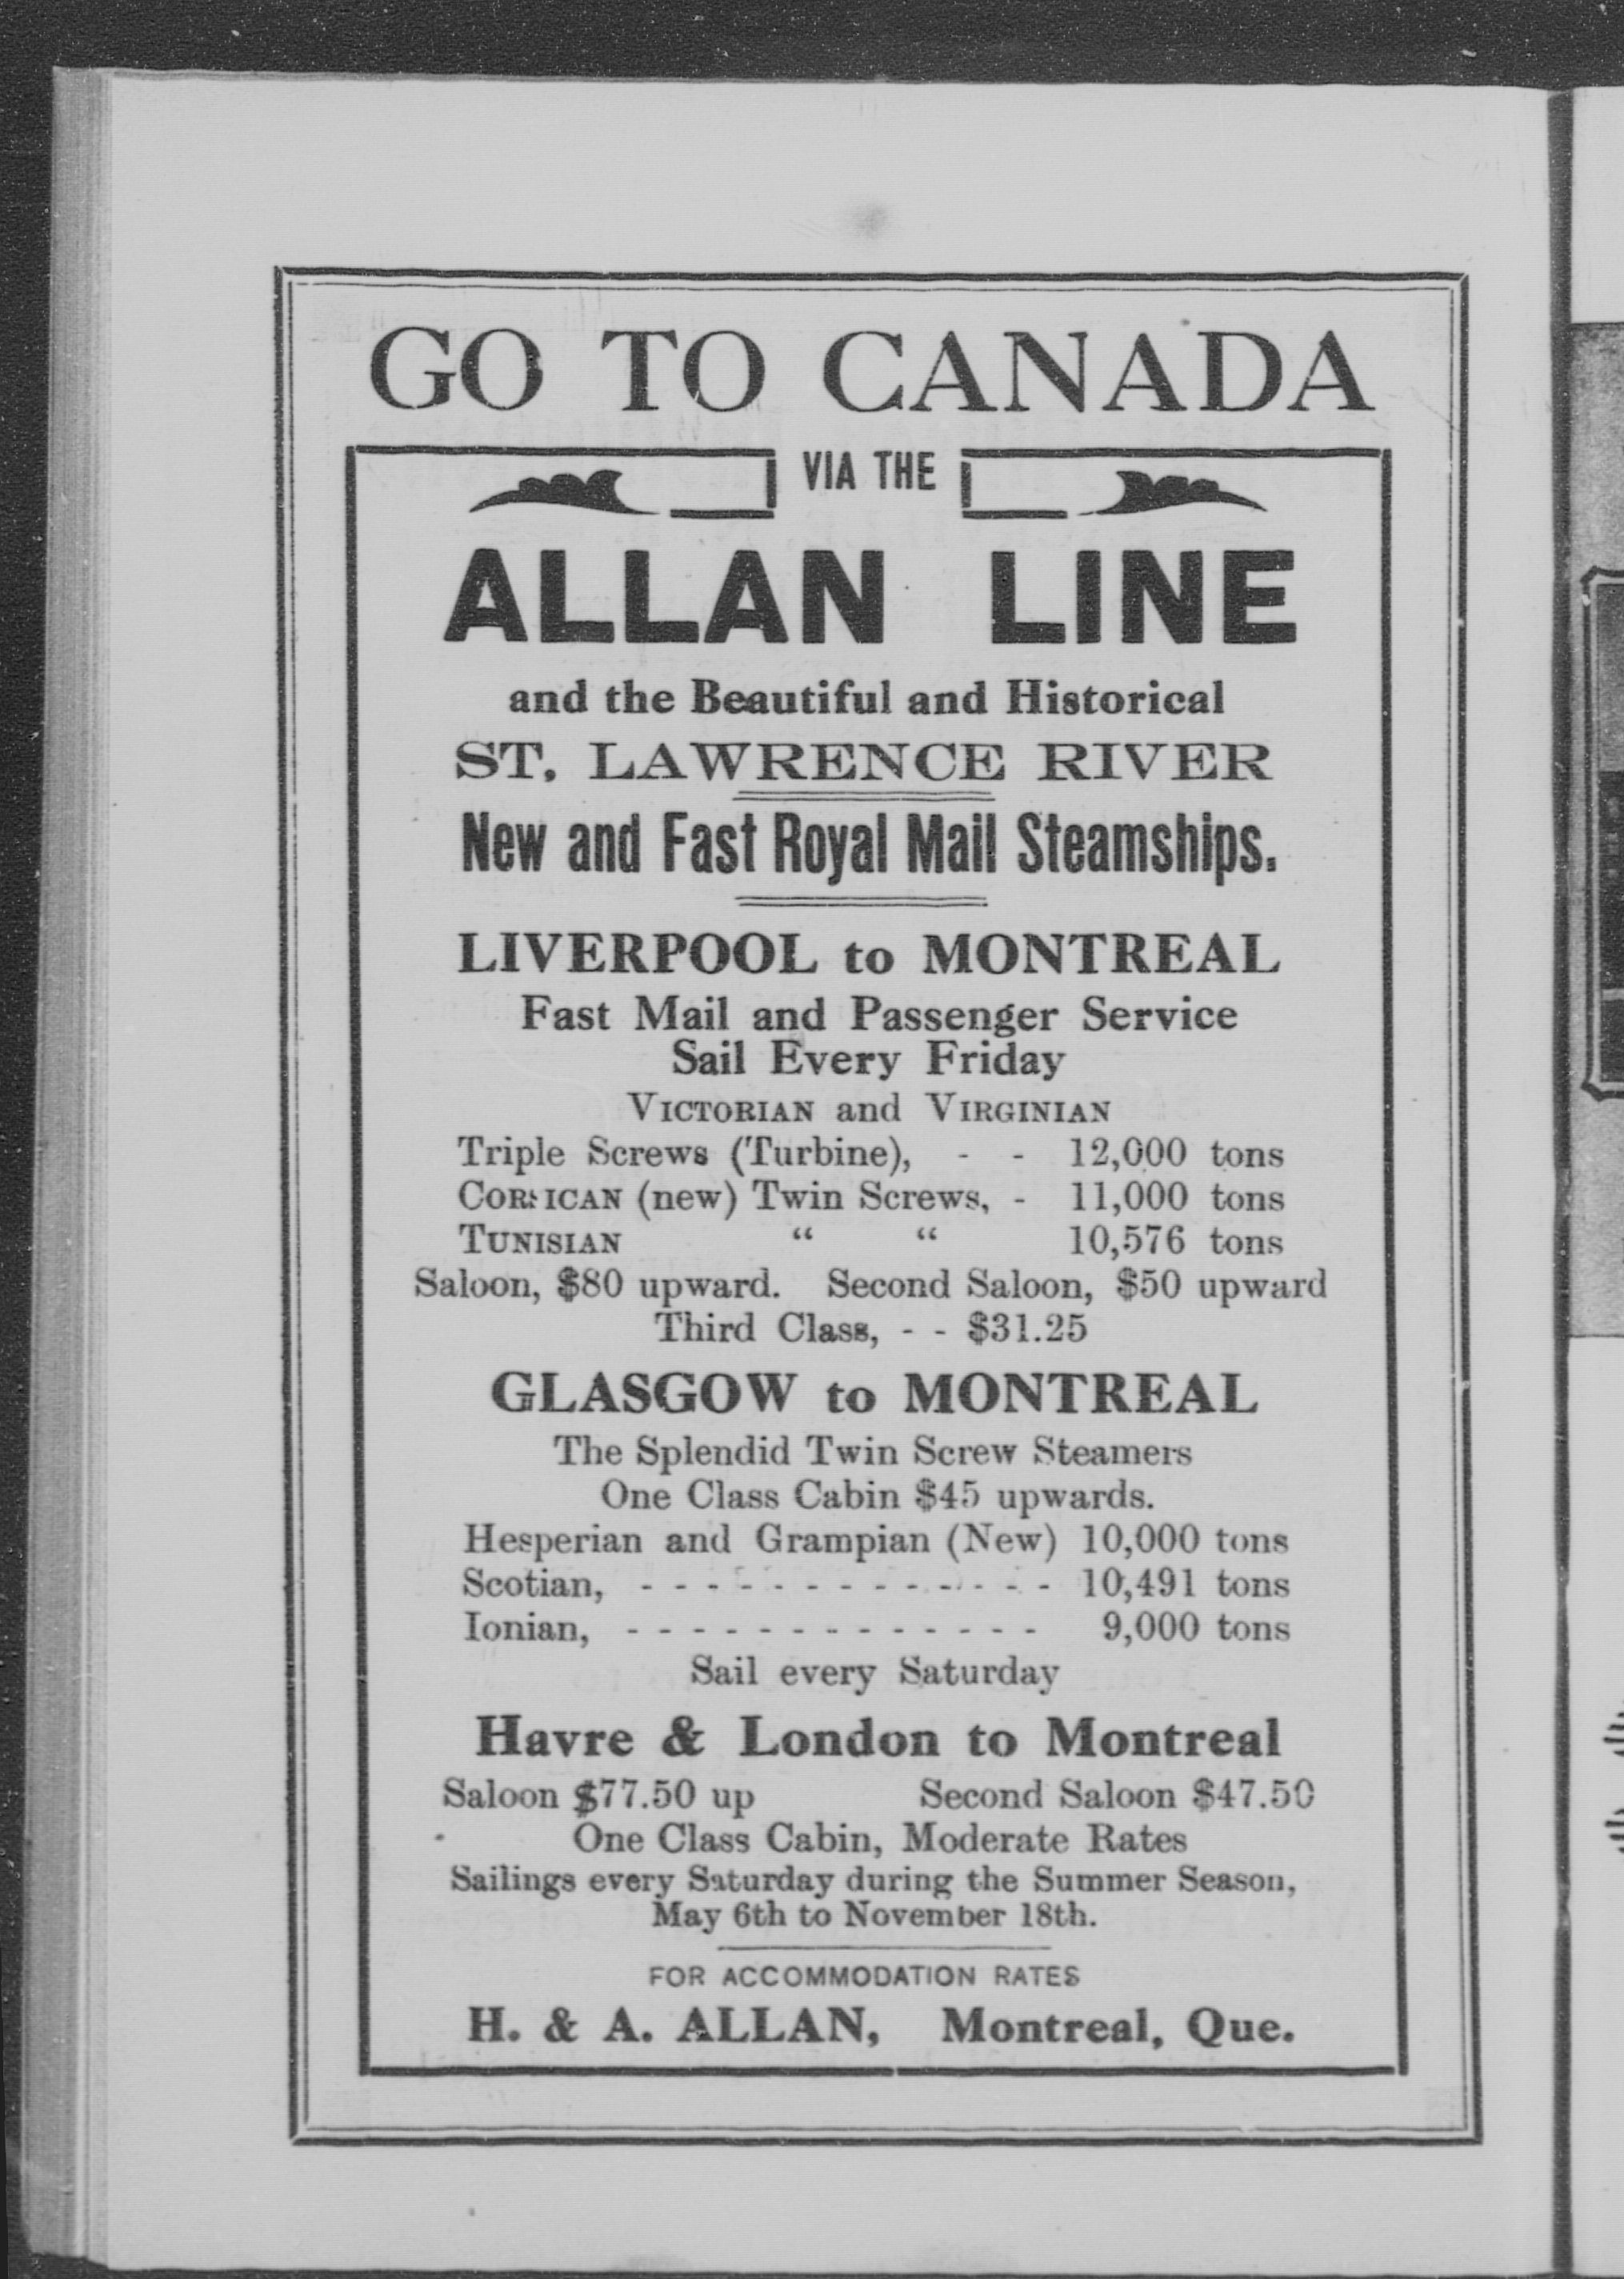 GO TO CANADA
VIA THE
ALLAN LINE
and the Beautiful and Historical
ST. LAWRENCE RIVER
New and Fast Royal Mail Steamships.
LIVERPOOL to MONTREAL
Fast Mail and Passenger Service
Sail Every Friday
VICTORIAN and VIRGINIAN
Triple Screws (Turbine), - - 12,000 tons
CORSICAN (new) Twin Screws, - 11,000 tons
TUNISIAN “ “ 10,576 tons
Saloon, $80 upward. Second Saloon, $50 upward
Third Class, - - $31.25
GLASGOW to MONTREAL
The Splendid Twin Screw Steamers
One Class Cabin $45 upwards.
Hesperian and Grampian (New) 10,000 tons
Scotian, - - - - - - - - - - - - - 10,491 tons
Ionian, - - - - - - - - - - - - - 9,000 tons
Sail every Saturday
Havre & London to Montreal
Saloon $77.50 up Second Saloon $47.50
One Class Cabin, Moderate Rates
Sailings every Saturday during the Summer Season,
May 6th to November 18th.
FOR ACCOMMODATION RATES
H. & A. ALLAN, Montreal, Que.